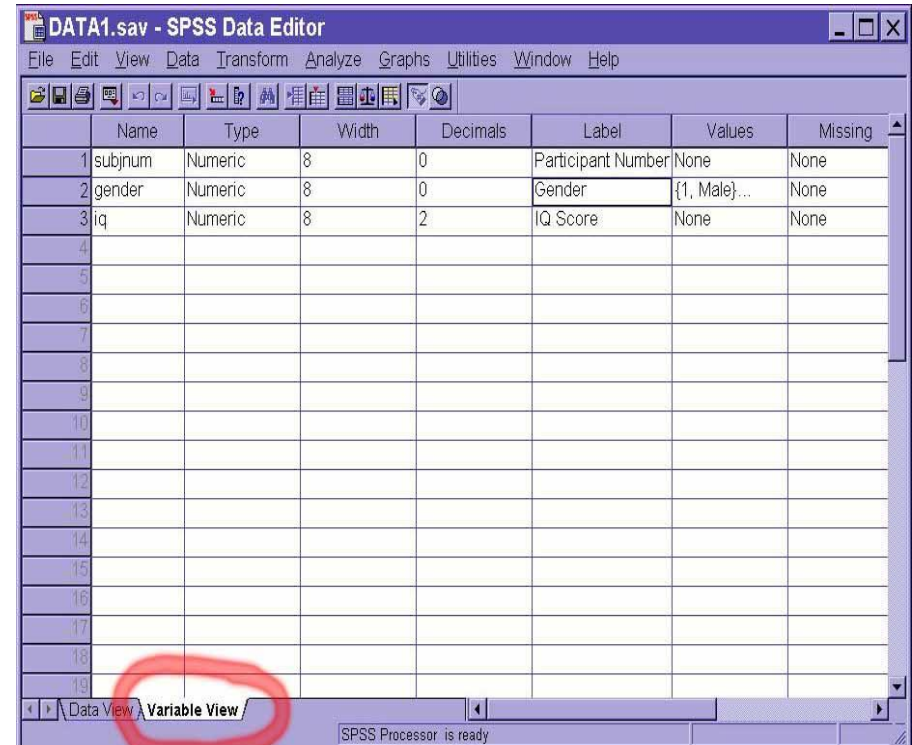 SPSS
DATA1.sav - SPSS Data Editor
File Edit View Data Transform Analyze Graphs Utilities Window Help
Name Type Width Decimals Label Values Missing
1 subjnum Numeric 8 0 Participant Number None None
2 gender Numeric 8 0 Gender {1, Male}... None
3 iq Numeric 8 2 IQ Score None None
4
5
6
7
8
9
10
11
12
13
14
15
16
17
18
19
Data View Variable View
SPSS Processor is ready